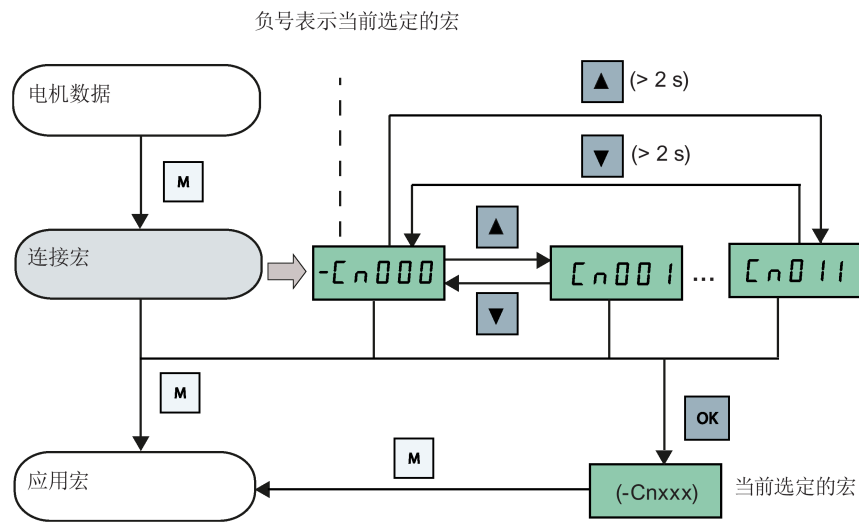 负号表示当前选定的宏
电机数据
▲ (> 2 s)
▼ (> 2 s)
M
▲
连接宏
-Cn000
Cn001
...
Cn011
▼
M
OK
M
应用宏
(-Cnxxx)
当前选定的宏